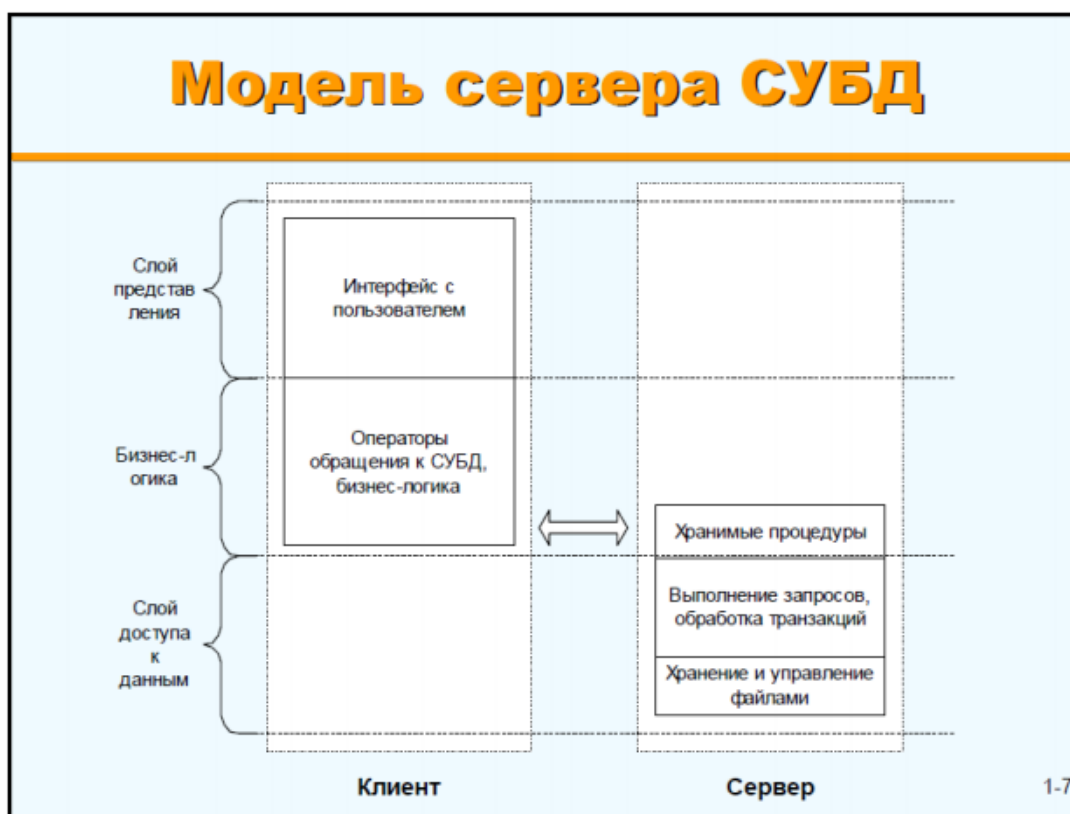 Модель сервера СУБД
Слой
представ
ления
Интерфейс с
пользователем
Бизнес-л
огика
Операторы
обращения к СУБД,
бизнес-логика
Хранимые процедуры
Слой
доступа
к
данным
Выполнение запросов,
обработка транзакций
Хранение и управление
файлами
Клиент
Сервер
1-7